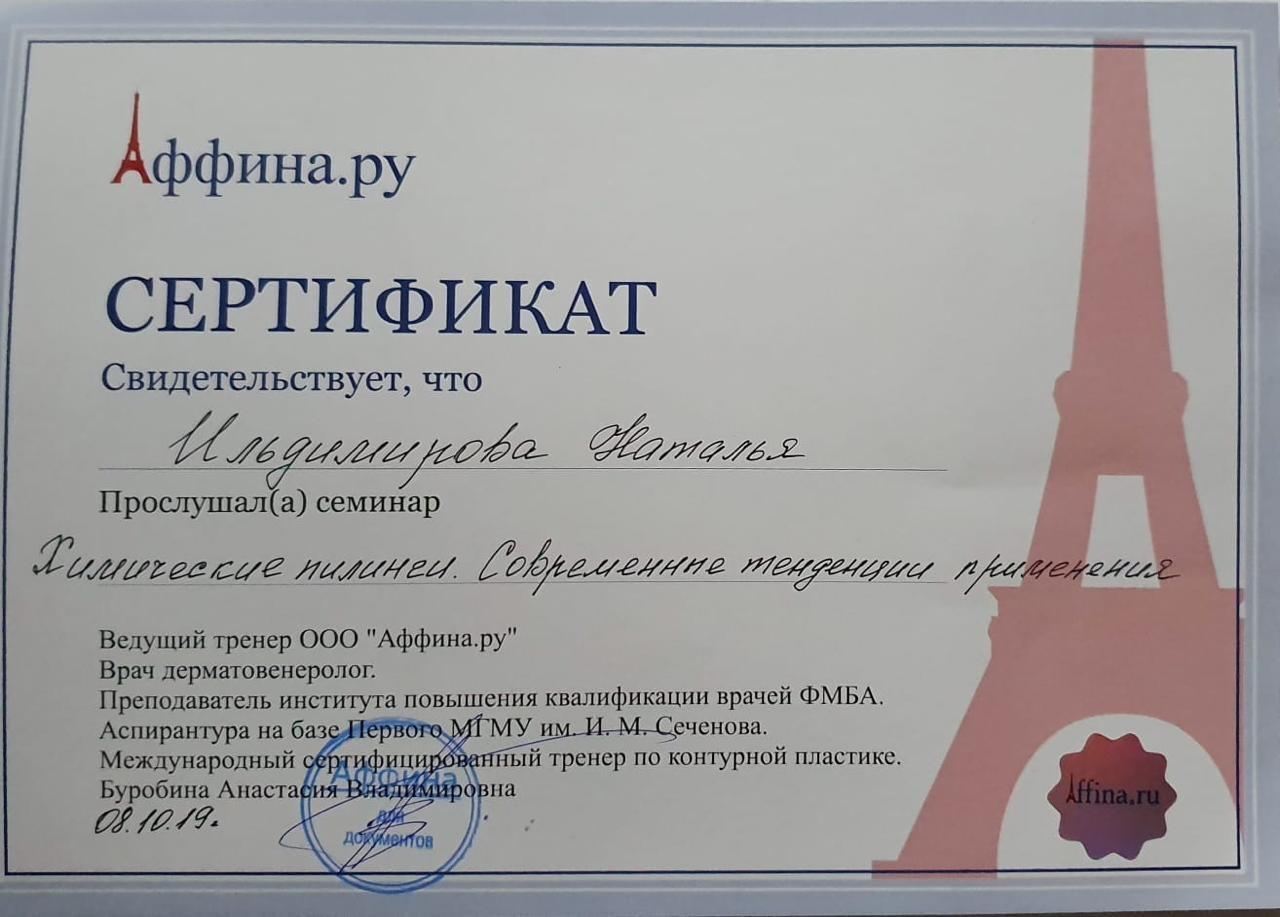 Аффина.ру
СЕРТИФИКАТ
Свидетельствует, что
Ильдимирова Наталья
Прослушал(а) семинар
Химические пилинги. Современные тенденции применения
Ведущий тренер ООО "Аффина.ру"
Врач дерматовенеролог.
Преподаватель института повышения квалификации врачей ФМБА.
Аспирантура на базе Первого МГМУ им. И. М. Сеченова.
Международный сертифицированный тренер по контурной пластике.
Буробина Анастасия Владимировна
08.10.19.
Аффина
для
документов
Affina.ru